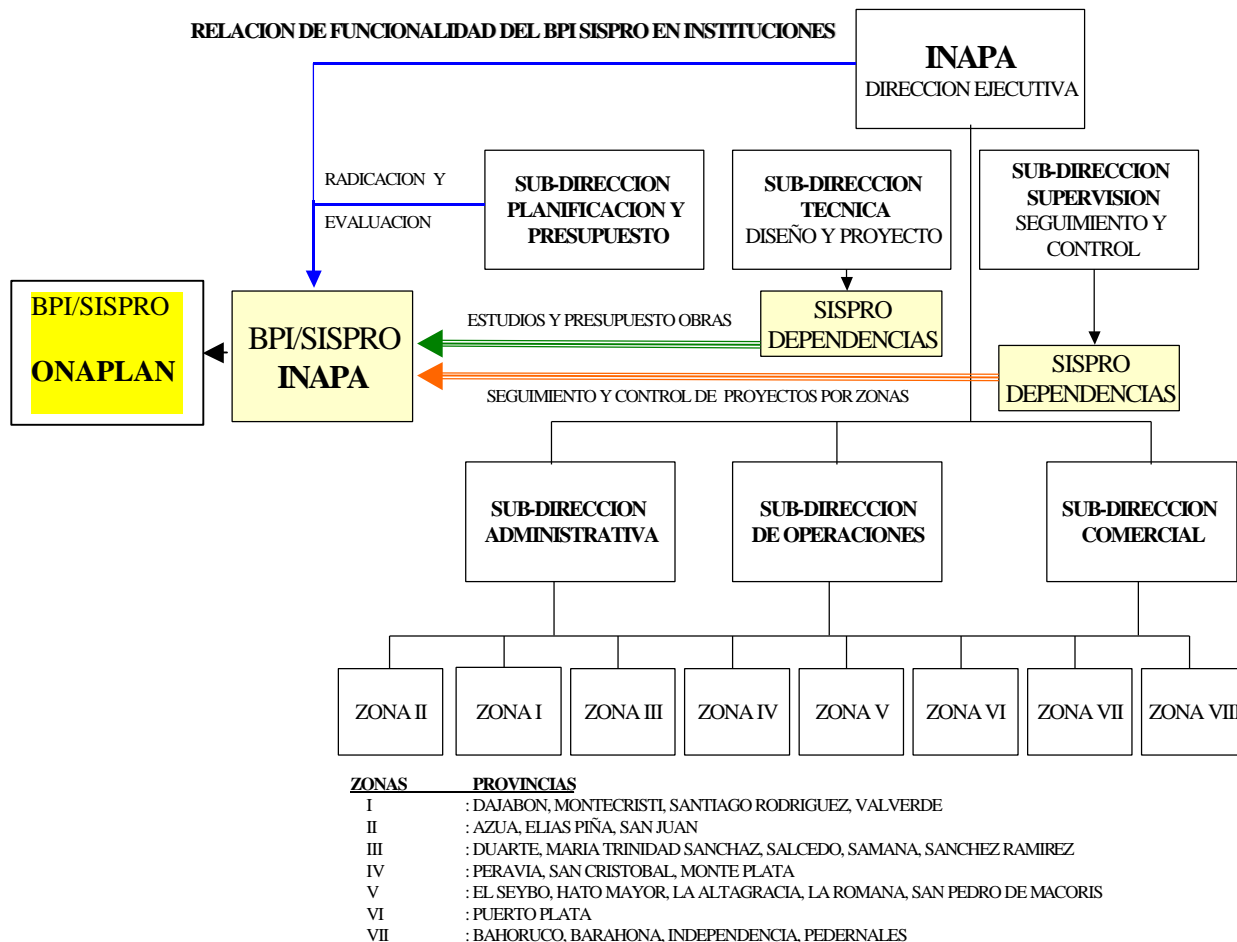 RELACION DE FUNCIONALIDAD DEL BPI SISPRO EN INSTITUCIONES
INAPA
DIRECCION EJECUTIVA
RADICACION Y
EVALUACION
SUB-DIRECCION
PLANIFICACION Y
PRESUPUESTO
SUB-DIRECCION
TECNICA
DISEÑO Y PROYECTO
SUB-DIRECCION
SUPERVISION
SEGUIMIENTO Y
CONTROL
BPI/SISPRO
ONAPLAN
BPI/SISPRO
INAPA
ESTUDIOS Y PRESUPUESTO OBRAS
SISPRO
DEPENDENCIAS
SEGUIMIENTO Y CONTROL DE PROYECTOS POR ZONAS
SISPRO
DEPENDENCIAS
SUB-DIRECCION
ADMINISTRATIVA
SUB-DIRECCION
DE OPERACIONES
SUB-DIRECCION
COMERCIAL
ZONA II
ZONA I
ZONA III
ZONA IV
ZONA V
ZONA VI
ZONA VII
ZONA VIII
ZONAS PROVINCIAS
I : DAJABON, MONTECRISTI, SANTIAGO RODRIGUEZ, VALVERDE
II : AZUA, ELIAS PIÑA, SAN JUAN
III : DUARTE, MARIA TRINIDAD SANCHAZ, SALCEDO, SAMANA, SANCHEZ RAMIREZ
IV : PERAVIA, SAN CRISTOBAL, MONTE PLATA
V : EL SEYBO, HATO MAYOR, LA ALTAGRACIA, LA ROMANA, SAN PEDRO DE MACORIS
VI : PUERTO PLATA
VII : BAHORUCO, BARAHONA, INDEPENDENCIA, PEDERNALES